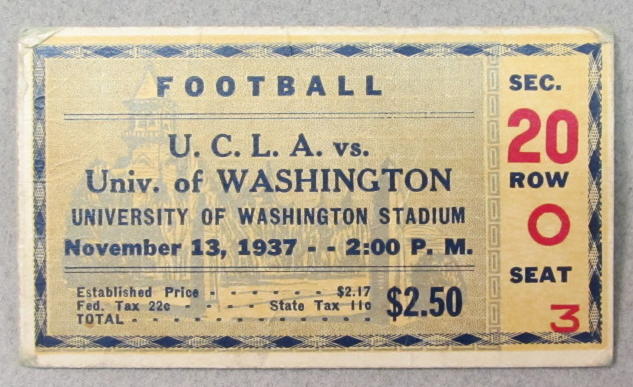 FOOTBALL
U. C. L. A. vs.
Univ. of WASHINGTON
UNIVERSITY OF WASHINGTON STADIUM
November 13, 1937 - - 2:00 P. M.
Established Price - - - - - - $2.17
Fed. Tax 22c - - - - State Tax 11c
TOTAL - - - - - - - - - - - - $2.50
SEC.
20
ROW
O
SEAT
3